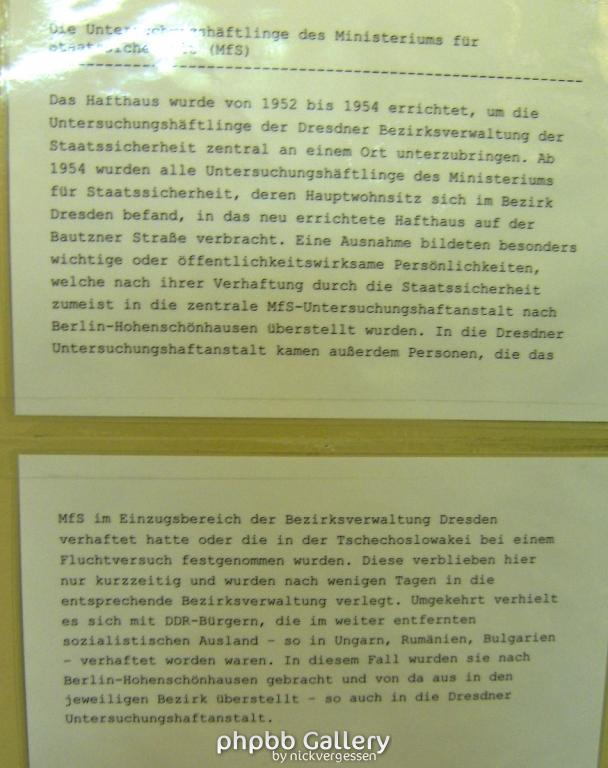 Die Untersuchungshäftlinge des Ministeriums für
Staatssicherheit (MfS)
Das Hafthaus wurde von 1952 bis 1954 errichtet, um die
Untersuchungshäftlinge der Dresdner Bezirksverwaltung der
Staatssicherheit zentral an einem Ort unterzubringen. Ab
1954 wurden alle Untersuchungshäftlinge des Ministeriums
für Staatssicherheit, deren Hauptwohnsitz sich im Bezirk
Dresden befand, in das neu errichtete Hafthaus auf der
Bautzner Straße verbracht. Eine Ausnahme bildeten besonders
wichtige oder öffentlichkeitswirksame Persönlichkeiten,
welche nach ihrer Verhaftung durch die Staatssicherheit
zumeist in die zentrale MfS-Untersuchungshaftanstalt nach
Berlin-Hohenschönhausen überstellt wurden. In die Dresdner
Untersuchungshaftanstalt kamen außerdem Personen, die das
MfS im Einzugsbereich der Bezirksverwaltung Dresden
verhaftet hatte oder die in der Tschechoslowakei bei einem
Fluchtversuch festgenommen wurden. Diese verblieben hier
nur kurzzeitig und wurden nach wenigen Tagen in die
entsprechende Bezirksverwaltung verlegt. Umgekehrt verhielt
es sich mit DDR-Bürgern, die im weiter entfernten
sozialistischen Ausland - so in Ungarn, Rumänien, Bulgarien
- verhaftet worden waren. In diesem Fall wurden sie nach
Berlin-Hohenschönhausen gebracht und von da aus in den
jeweiligen Bezirk überstellt - so auch in die Dresdner
Untersuchungshaftanstalt.
phpbb Gallery
by nickvergessen